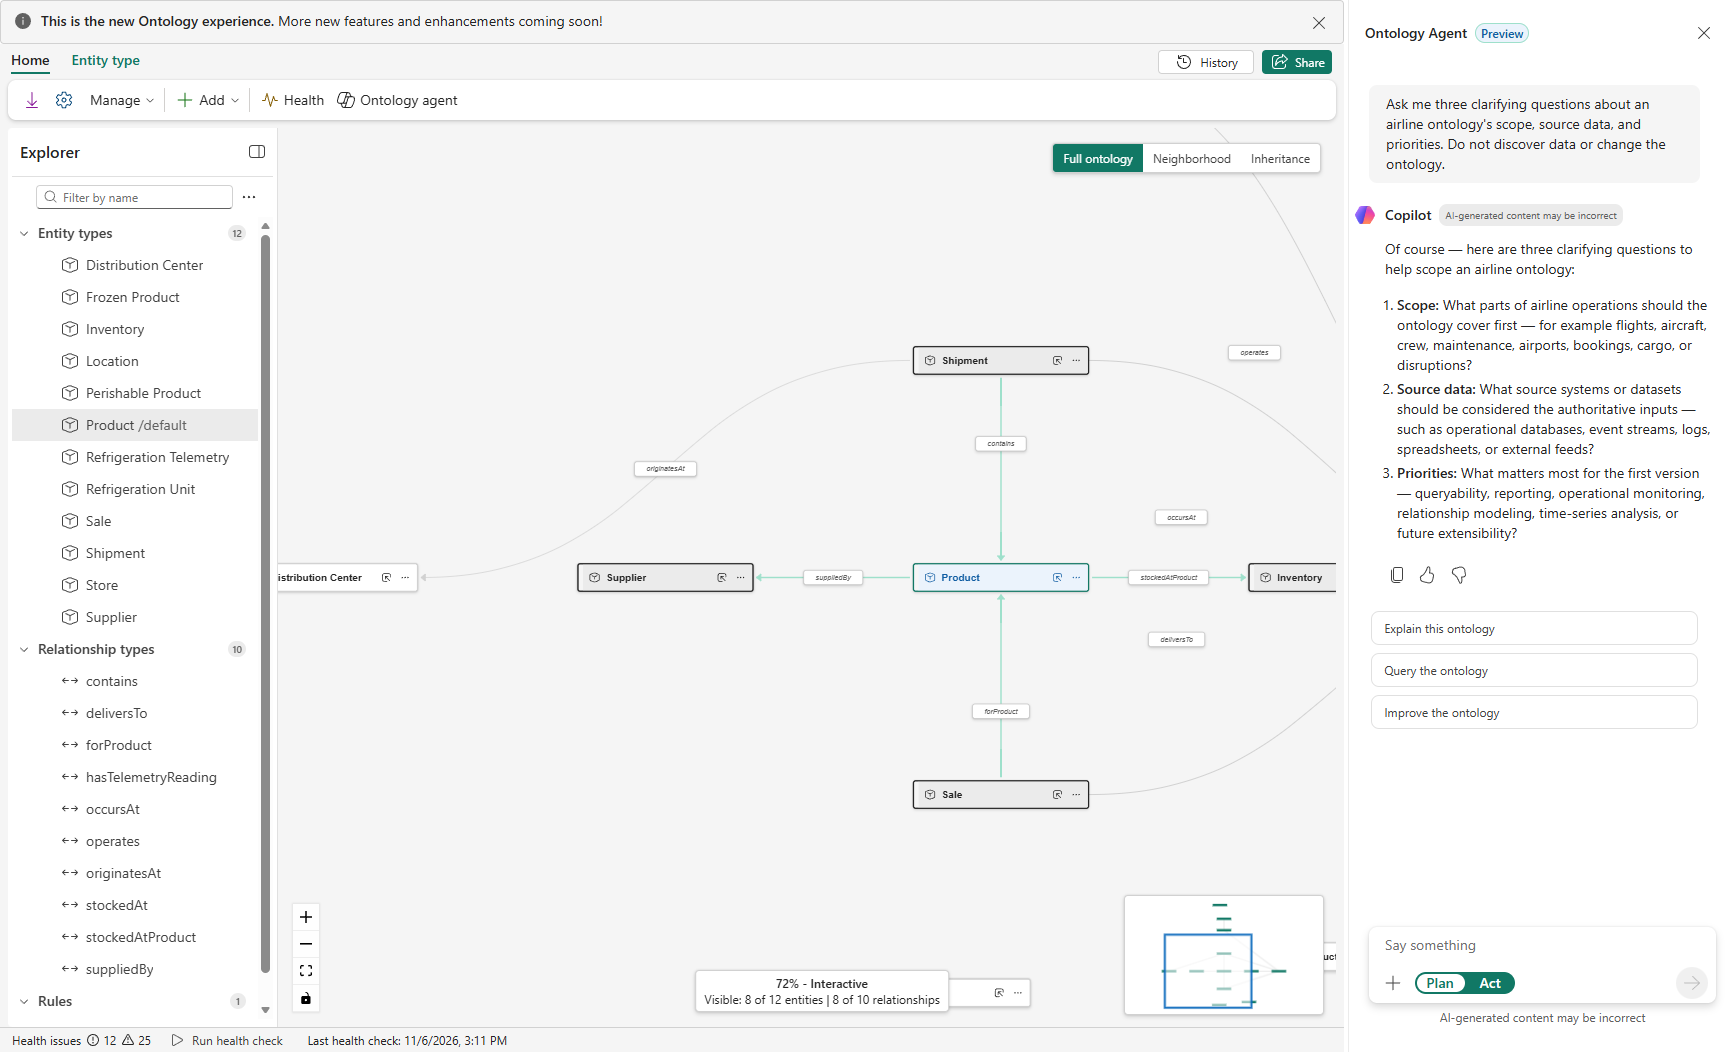 This is the new Ontology experience. More new features and enhancements coming soon!
Home
Entity type
History
Share
Manage
Add
Health
Ontology agent
Explorer
Filter by name
Entity types
12
Distribution Center
Frozen Product
Inventory
Location
Perishable Product
Product /default
Refrigeration Telemetry
Refrigeration Unit
Sale
Shipment
Store
Supplier
Relationship types
10
contains
deliversTo
forProduct
hasTelemetryReading
occursAt
operates
originatesAt
stockedAt
stockedAtProduct
suppliedBy
Rules
1
Full ontology
Neighborhood
Inheritance
Shipment
operates
contains
originatesAt
occursAt
istribution Center
Supplier
suppliedBy
Product
stockedAtProduct
Inventory
deliversTo
forProduct
Sale
72% - Interactive
Visible: 8 of 12 entities | 8 of 10 relationships
uct
Health issues
12
25
Run health check
Last health check: 11/6/2026, 3:11 PM
Ontology Agent
Preview
Ask me three clarifying questions about an
airline ontology's scope, source data, and
priorities. Do not discover data or change the
ontology.
Copilot
AI-generated content may be incorrect
Of course — here are three clarifying questions to
help scope an airline ontology:
1. Scope: What parts of airline operations should the
ontology cover first — for example flights, aircraft,
crew, maintenance, airports, bookings, cargo, or
disruptions?
2. Source data: What source systems or datasets
should be considered the authoritative inputs —
such as operational databases, event streams, logs,
spreadsheets, or external feeds?
3. Priorities: What matters most for the first version
— queryability, reporting, operational monitoring,
relationship modeling, time-series analysis, or
future extensibility?
Explain this ontology
Query the ontology
Improve the ontology
Say something
Plan
Act
AI-generated content may be incorrect